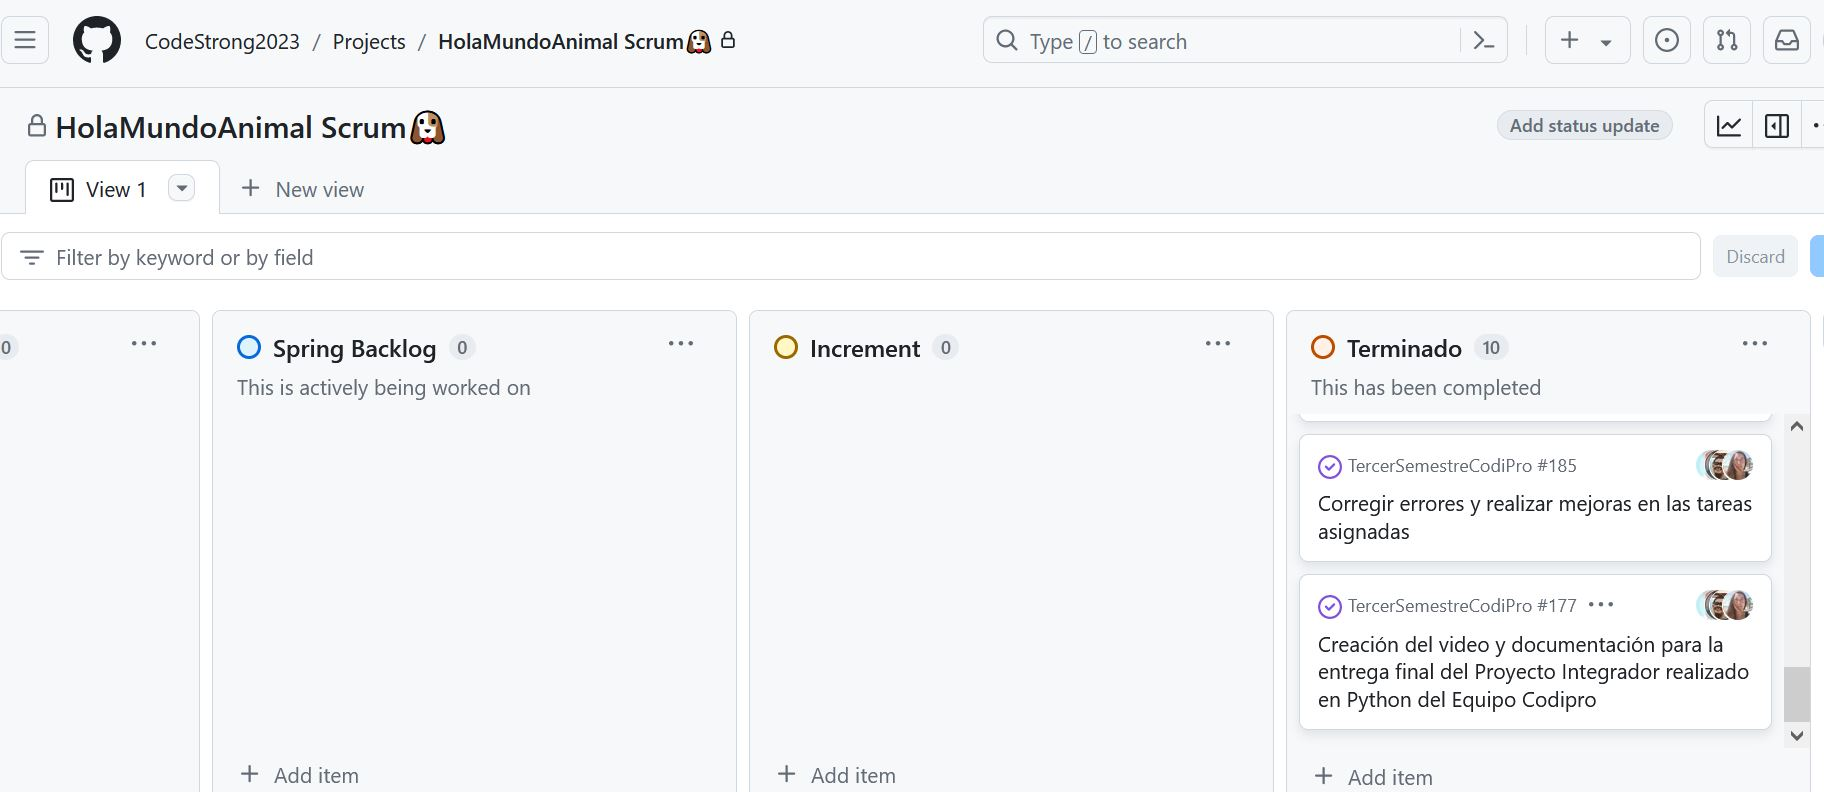 CodeStrong2023 / Projects / HolaMundoAnimal Scrum
Type / to search
HolaMundoAnimal Scrum
Add status update
View 1
New view
Filter by keyword or by field
Discard
0
Spring Backlog 0
This is actively being worked on
Add item
Increment 0
Add item
Terminado 10
This has been completed
TercerSemestreCodiPro #185
Corregir errores y realizar mejoras en las tareas
asignadas
TercerSemestreCodiPro #177
Creación del video y documentación para la
entrega final del Proyecto Integrador realizado
en Python del Equipo Codipro
Add item